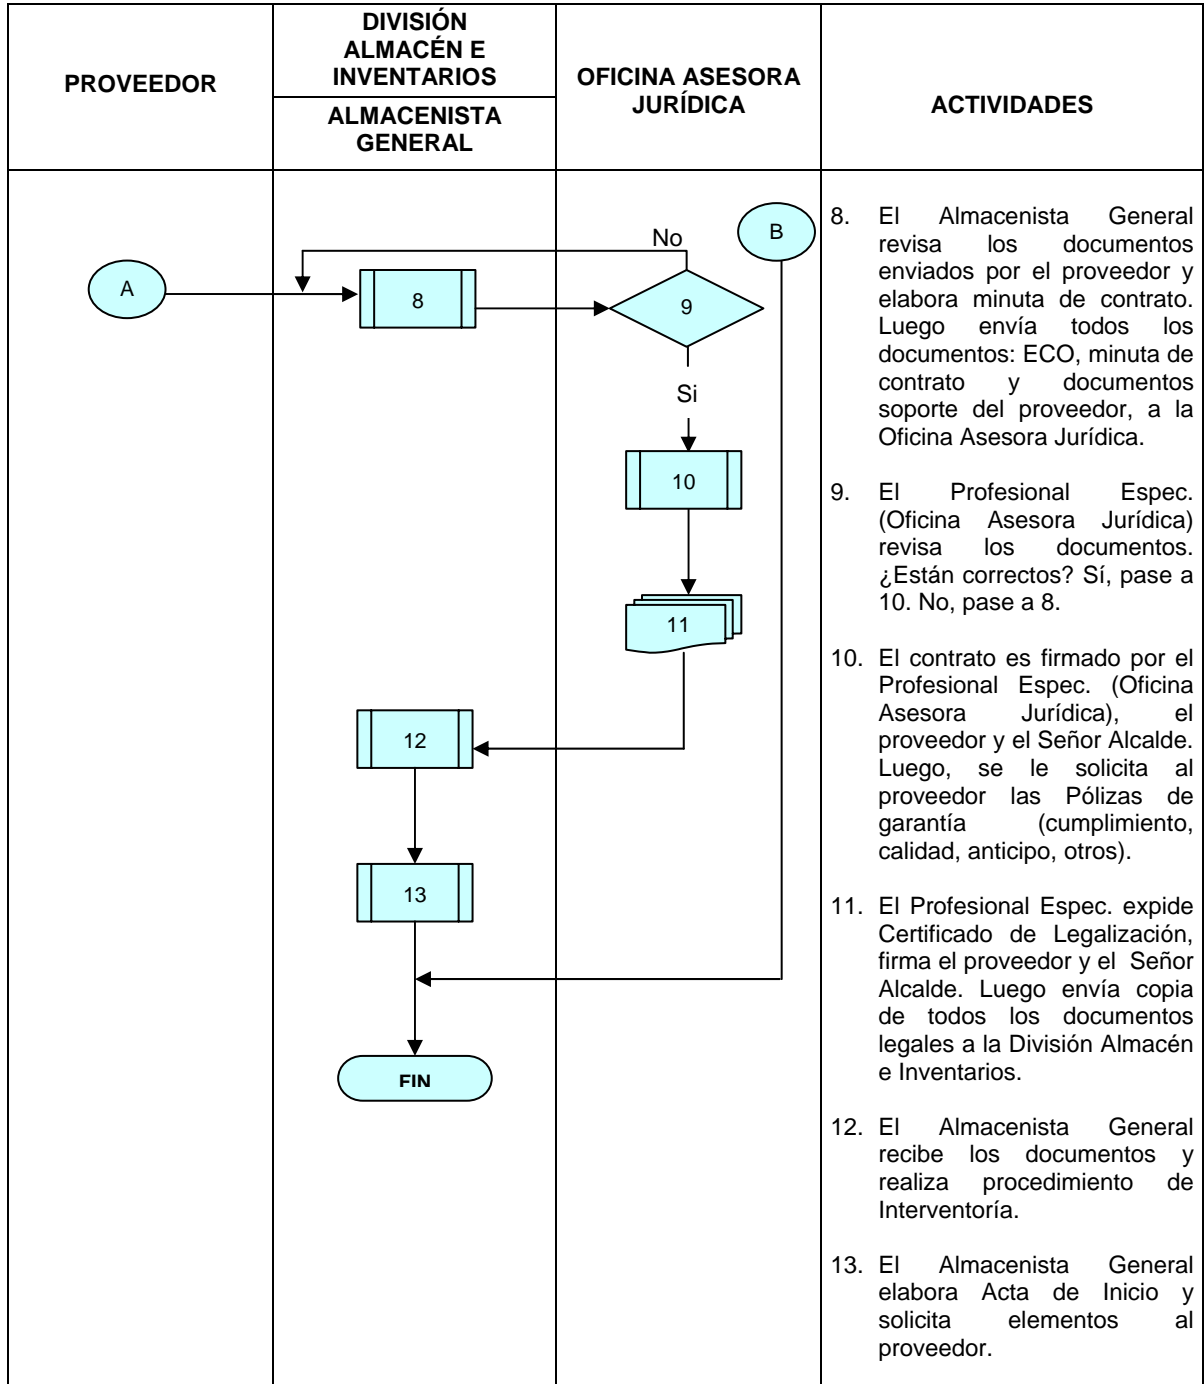 PROVEEDOR
DIVISIÓN
ALMACÉN E
INVENTARIOS
ALMACENISTA
GENERAL
OFICINA ASESORA
JURÍDICA
ACTIVIDADES
A
8
No
9
B
Si
10
11
12
13
FIN
8. El Almacenista General
revisa los documentos
enviados por el proveedor y
elabora minuta de contrato.
Luego envía todos los
documentos: ECO, minuta de
contrato y documentos
soporte del proveedor, a la
Oficina Asesora Jurídica.
9. El Profesional Espec.
(Oficina Asesora Jurídica)
revisa los documentos.
¿Están correctos? Sí, pase a
10. No, pase a 8.
10. El contrato es firmado por el
Profesional Espec. (Oficina
Asesora Jurídica), el
proveedor y el Señor Alcalde.
Luego, se le solicita al
proveedor las Pólizas de
garantía (cumplimiento,
calidad, anticipo, otros).
11. El Profesional Espec. expide
Certificado de Legalización,
firma el proveedor y el Señor
Alcalde. Luego envía copia
de todos los documentos
legales a la División Almacén
e Inventarios.
12. El Almacenista General
recibe los documentos y
realiza procedimiento de
Interventoría.
13. El Almacenista General
elabora Acta de Inicio y
solicita elementos al
proveedor.